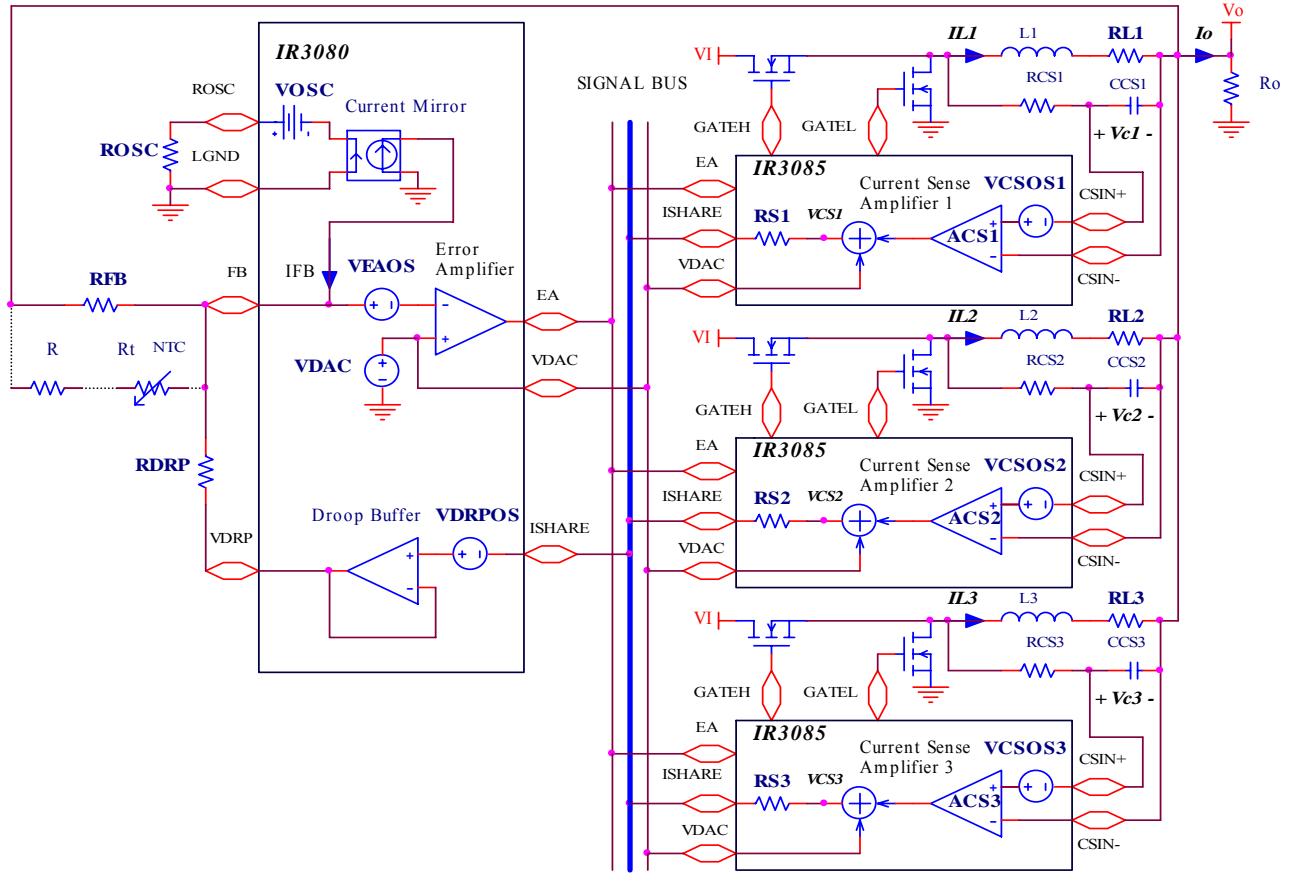 IR3080
ROSC
VOSC
Current Mirror
ROSC
LGND
+ -
RFB
FB
IFB
VEAOS
+ -
Error
Amplifier
-
+
EA
VDAC
+
-
VDAC
R
Rt
NTC
RDRP
VDRP
Droop Buffer
VDRPOS
+ -
+
-
ISHARE
SIGNAL BUS
VI
IL1
L1
RL1
Io
Vo
Ro
RCS1
CCS1
+ Vc1 -
GATEH
GATEL
EA
ISHARE
VDAC
IR3085
Current Sense
Amplifier 1
VCSOS1
RS1
VCS1
ACS1
+
-
+ -
CSIN+
CSIN-
VI
IL2
L2
RL2
RCS2
CCS2
+ Vc2 -
GATEH
GATEL
EA
ISHARE
VDAC
IR3085
Current Sense
Amplifier 2
VCSOS2
RS2
VCS2
ACS2
+
-
+ -
CSIN+
CSIN-
VI
IL3
L3
RL3
RCS3
CCS3
+ Vc3 -
GATEH
GATEL
EA
ISHARE
VDAC
IR3085
Current Sense
Amplifier 3
VCSOS3
RS3
VCS3
ACS3
+
-
+ -
CSIN+
CSIN-